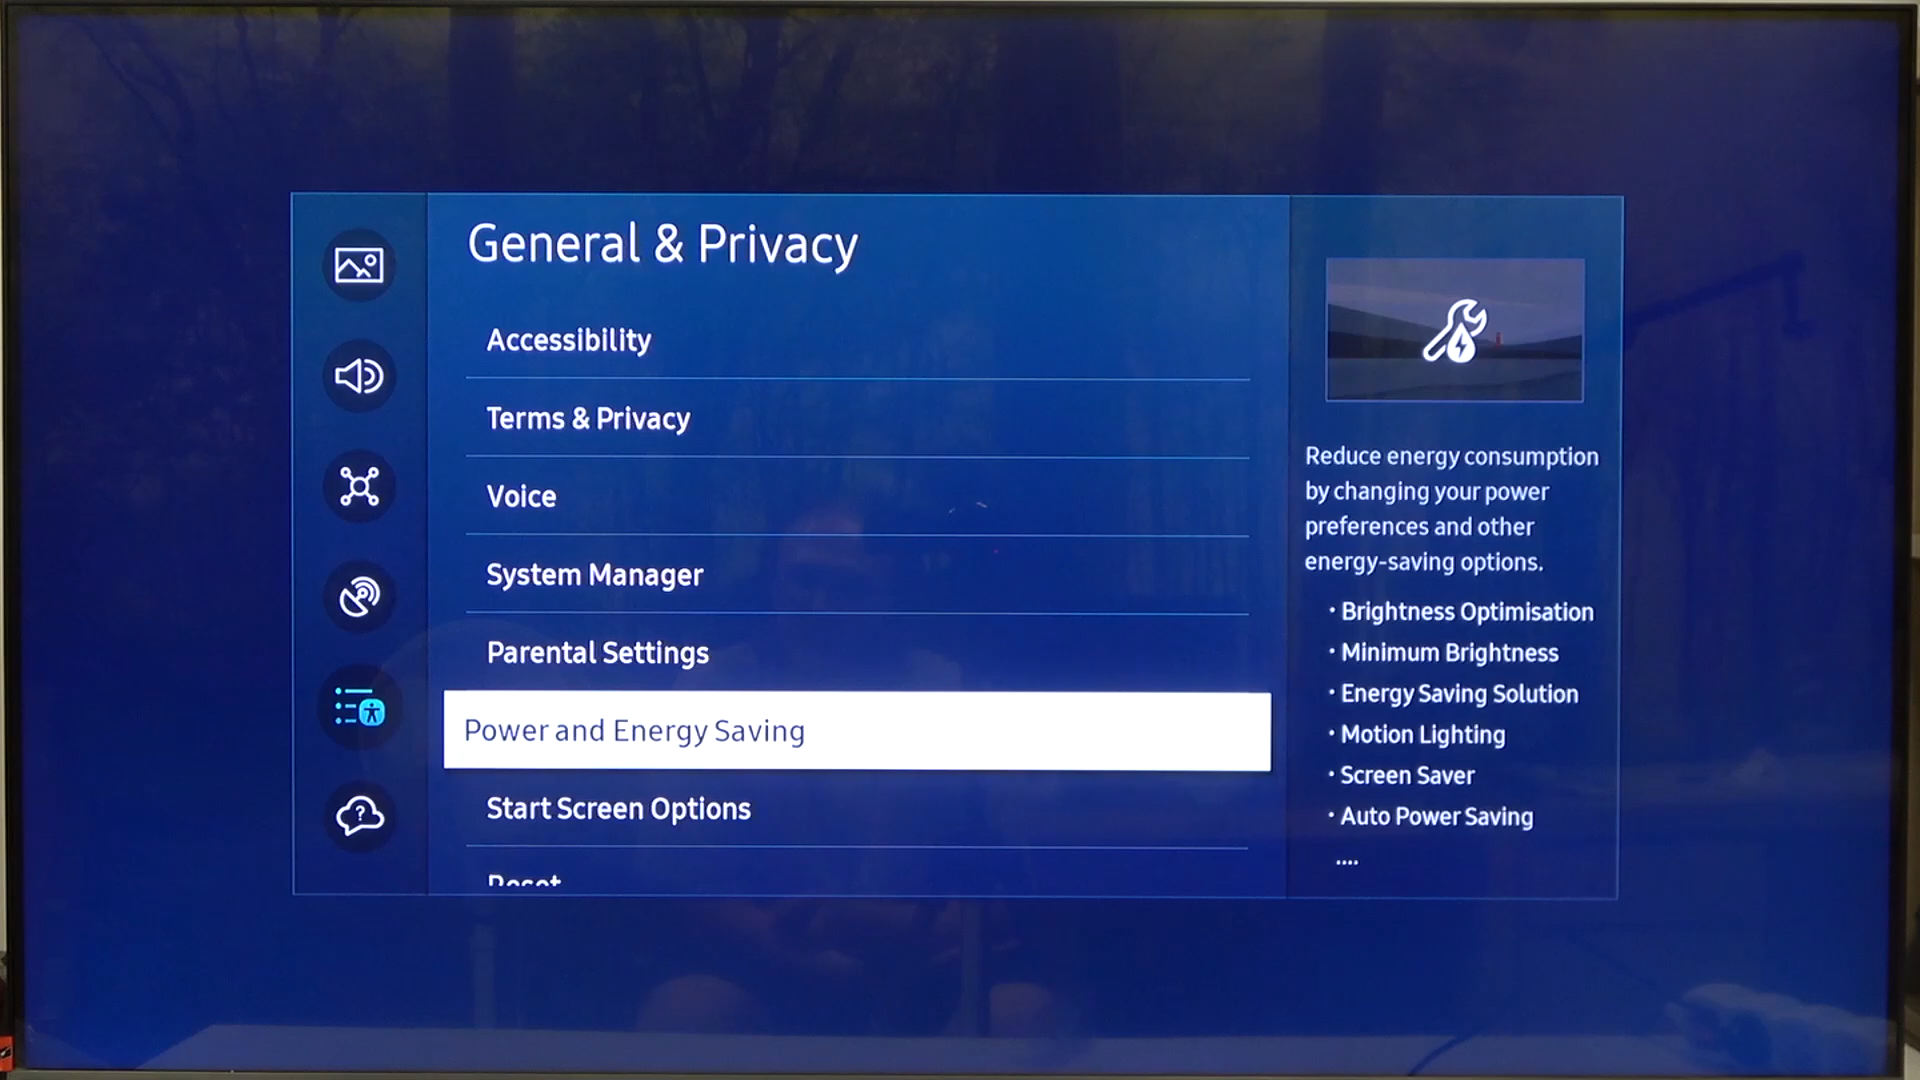 General & Privacy
Accessibility
Terms & Privacy
Voice
System Manager
Parental Settings
Power and Energy Saving
Start Screen Options
Reset
?
Reduce energy consumption
by changing your power
preferences and other
energy-saving options.
· Brightness Optimisation
· Minimum Brightness
· Energy Saving Solution
· Motion Lighting
· Screen Saver
· Auto Power Saving
....